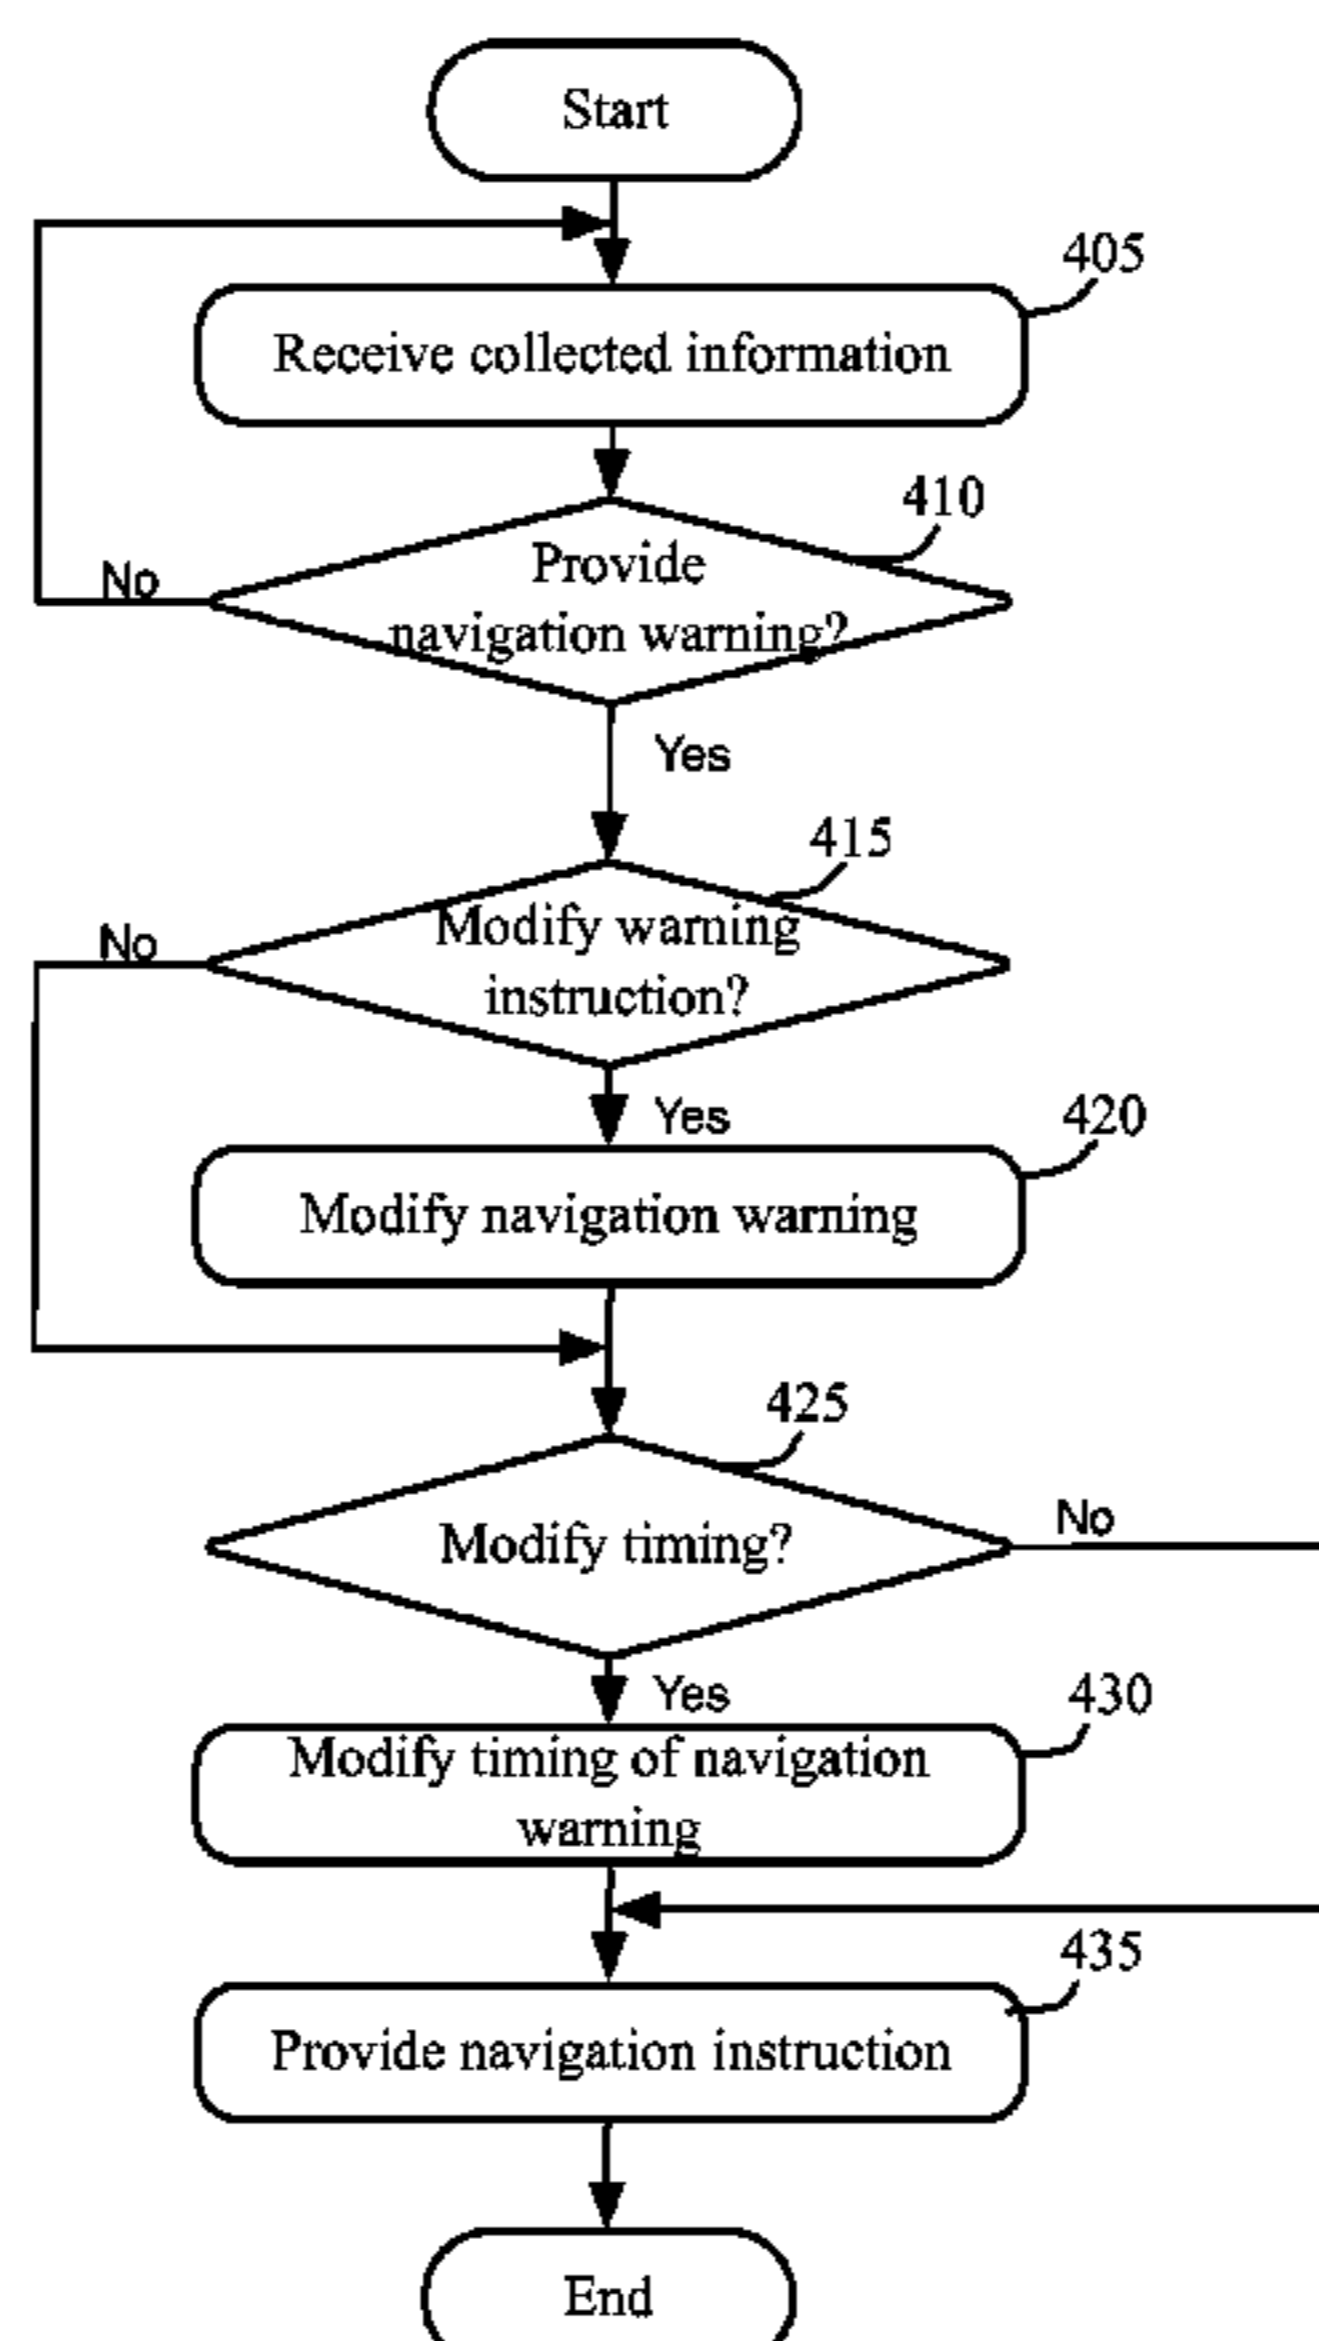 Start
405
Receive collected information
410
Provide
navigation warning?
No
Yes
415
Modify warning
instruction?
No
Yes
420
Modify navigation warning
425
Modify timing?
No
Yes
430
Modify timing of navigation
warning
435
Provide navigation instruction
End